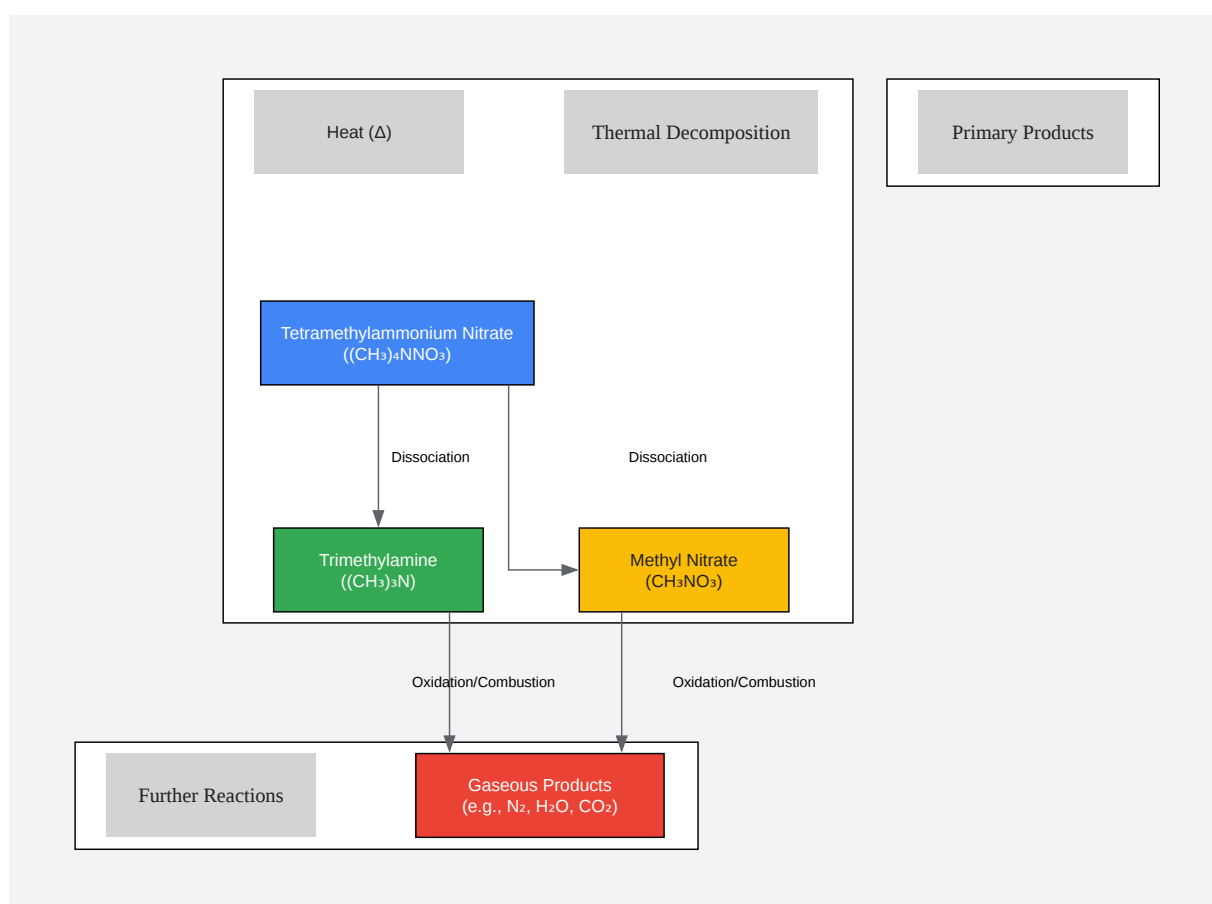 Heat (Δ)
Thermal Decomposition
Primary Products
Tetramethylammonium Nitrate
((CH₃)₄NNO₃)
Dissociation
Dissociation
Trimethylamine
((CH₃)₃N)
Methyl Nitrate
(CH₃NO₃)
Oxidation/Combustion
Oxidation/Combustion
Further Reactions
Gaseous Products
(e.g., N₂, H₂O, CO₂)